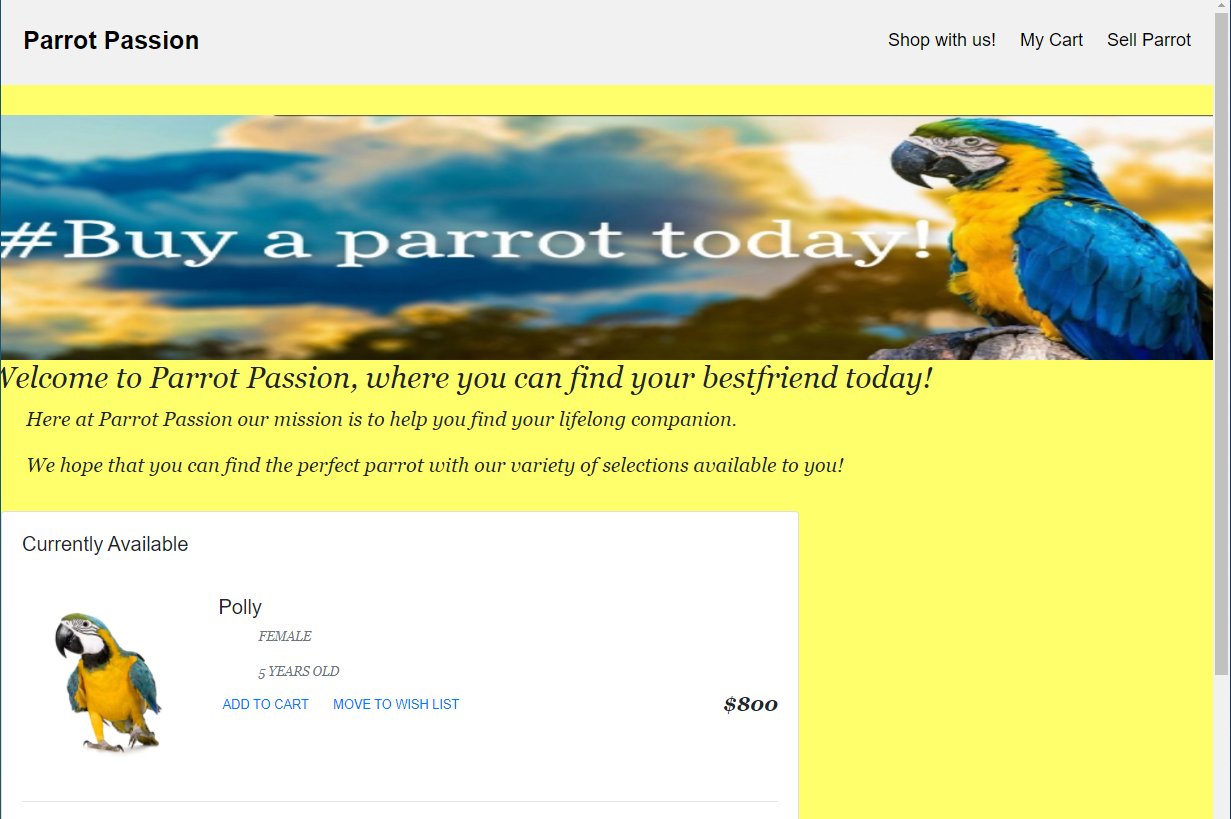 Parrot Passion
Shop with us! My Cart Sell Parrot
#Buy a parrot today!
Welcome to Parrot Passion, where you can find your bestfriend today!
Here at Parrot Passion our mission is to help you find your lifelong companion.
We hope that you can find the perfect parrot with our variety of selections available to you!
Currently Available
Polly
FEMALE
5 YEARS OLD
ADD TO CART MOVE TO WISH LIST $800